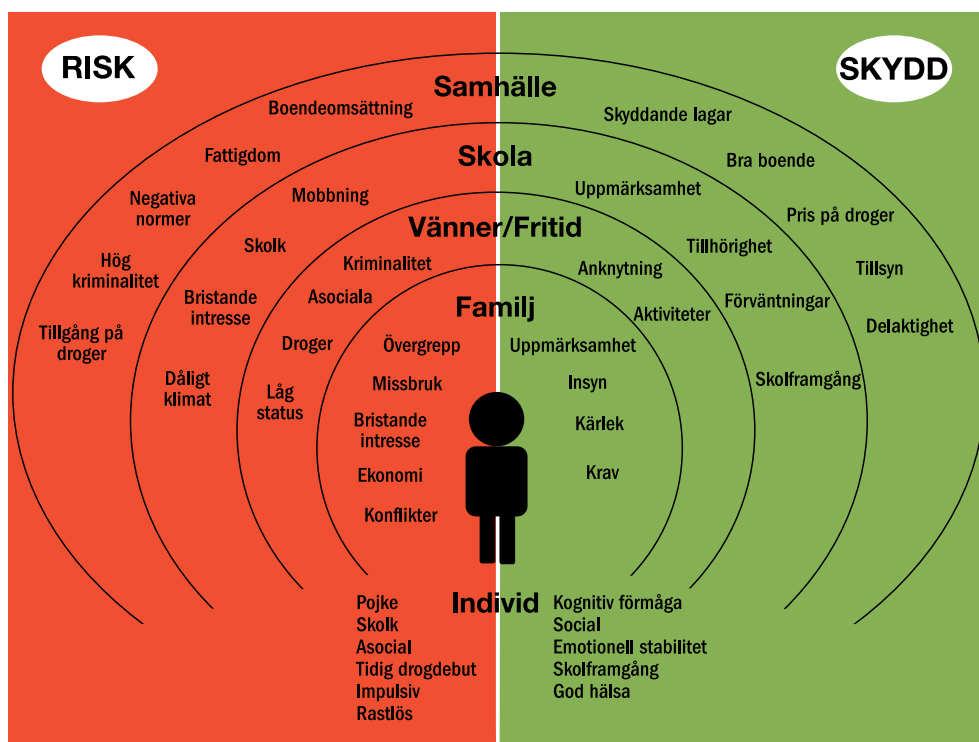 RISK
SKYDD
Samhälle
Boendeomsättning
Fattigdom
Negativa
normer
Hög
kriminalitet
Tillgång på
droger
Skyddande lagar
Bra boende
Pris på droger
Tillsyn
Delaktighet
Skola
Mobbning
Skolk
Bristande
intresse
Dåligt
klimat
Uppmärksamhet
Tillhörighet
Förväntningar
Skolframgång
Vänner/Fritid
Kriminalitet
Asociala
Droger
Låg
status
Anknytning
Aktiviteter
Familj
Övergrepp
Missbruk
Bristande
intresse
Ekonomi
Konflikter
Uppmärksamhet
Insyn
Kärlek
Krav
Individ
Pojke
Skolk
Asocial
Tidig drogdebut
Impulsiv
Rastlös
Kognitiv förmåga
Social
Emotionell stabilitet
Skolframgång
God hälsa